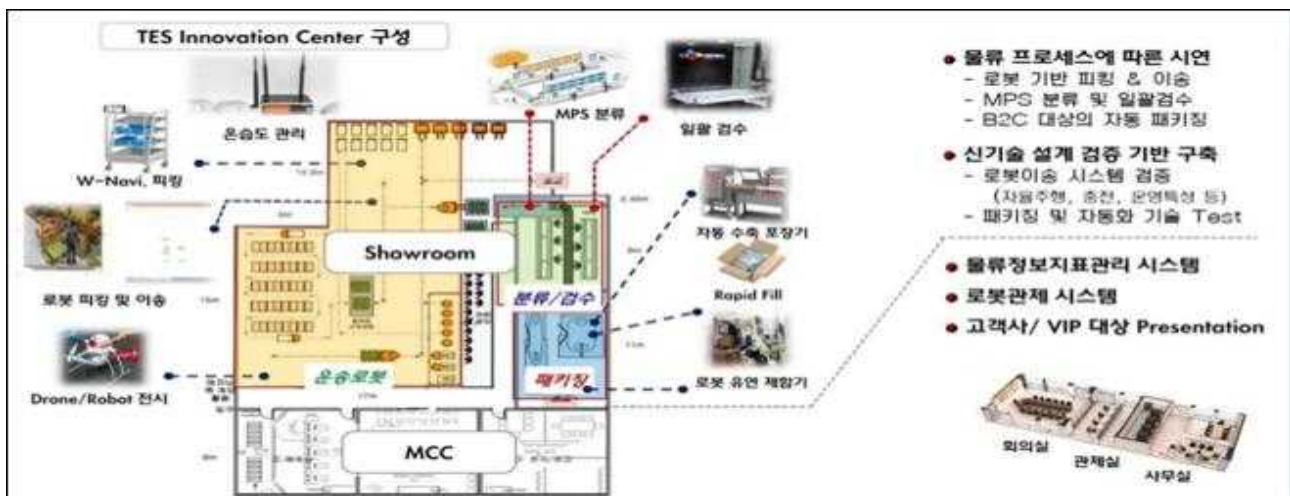 TES Innovation Center 구성
온습도 관리
MPS 분류
일괄 검수
W-Navi, 피킹
자동 수축 포장기
로봇 피킹 및 이송
Showroom
분류/검수
Rapid Fill
운송로봇
패키징
로봇 유연 제함기
Drone/Robot 전시
MCC
물류 프로세스에 따른 시연
- 로봇 기반 피킹 & 이송
- MPS 분류 및 일괄검수
- B2C 대상의 자동 패키징
신기술 설계 검증 기반 구축
- 로봇이송 시스템 검증
(자율주행, 충전, 운영특성 등)
- 패키징 및 자동화 기술 Test
물류정보지표관리 시스템
로봇관제 시스템
고객사/ VIP 대상 Presentation
회의실
관제실
사무실